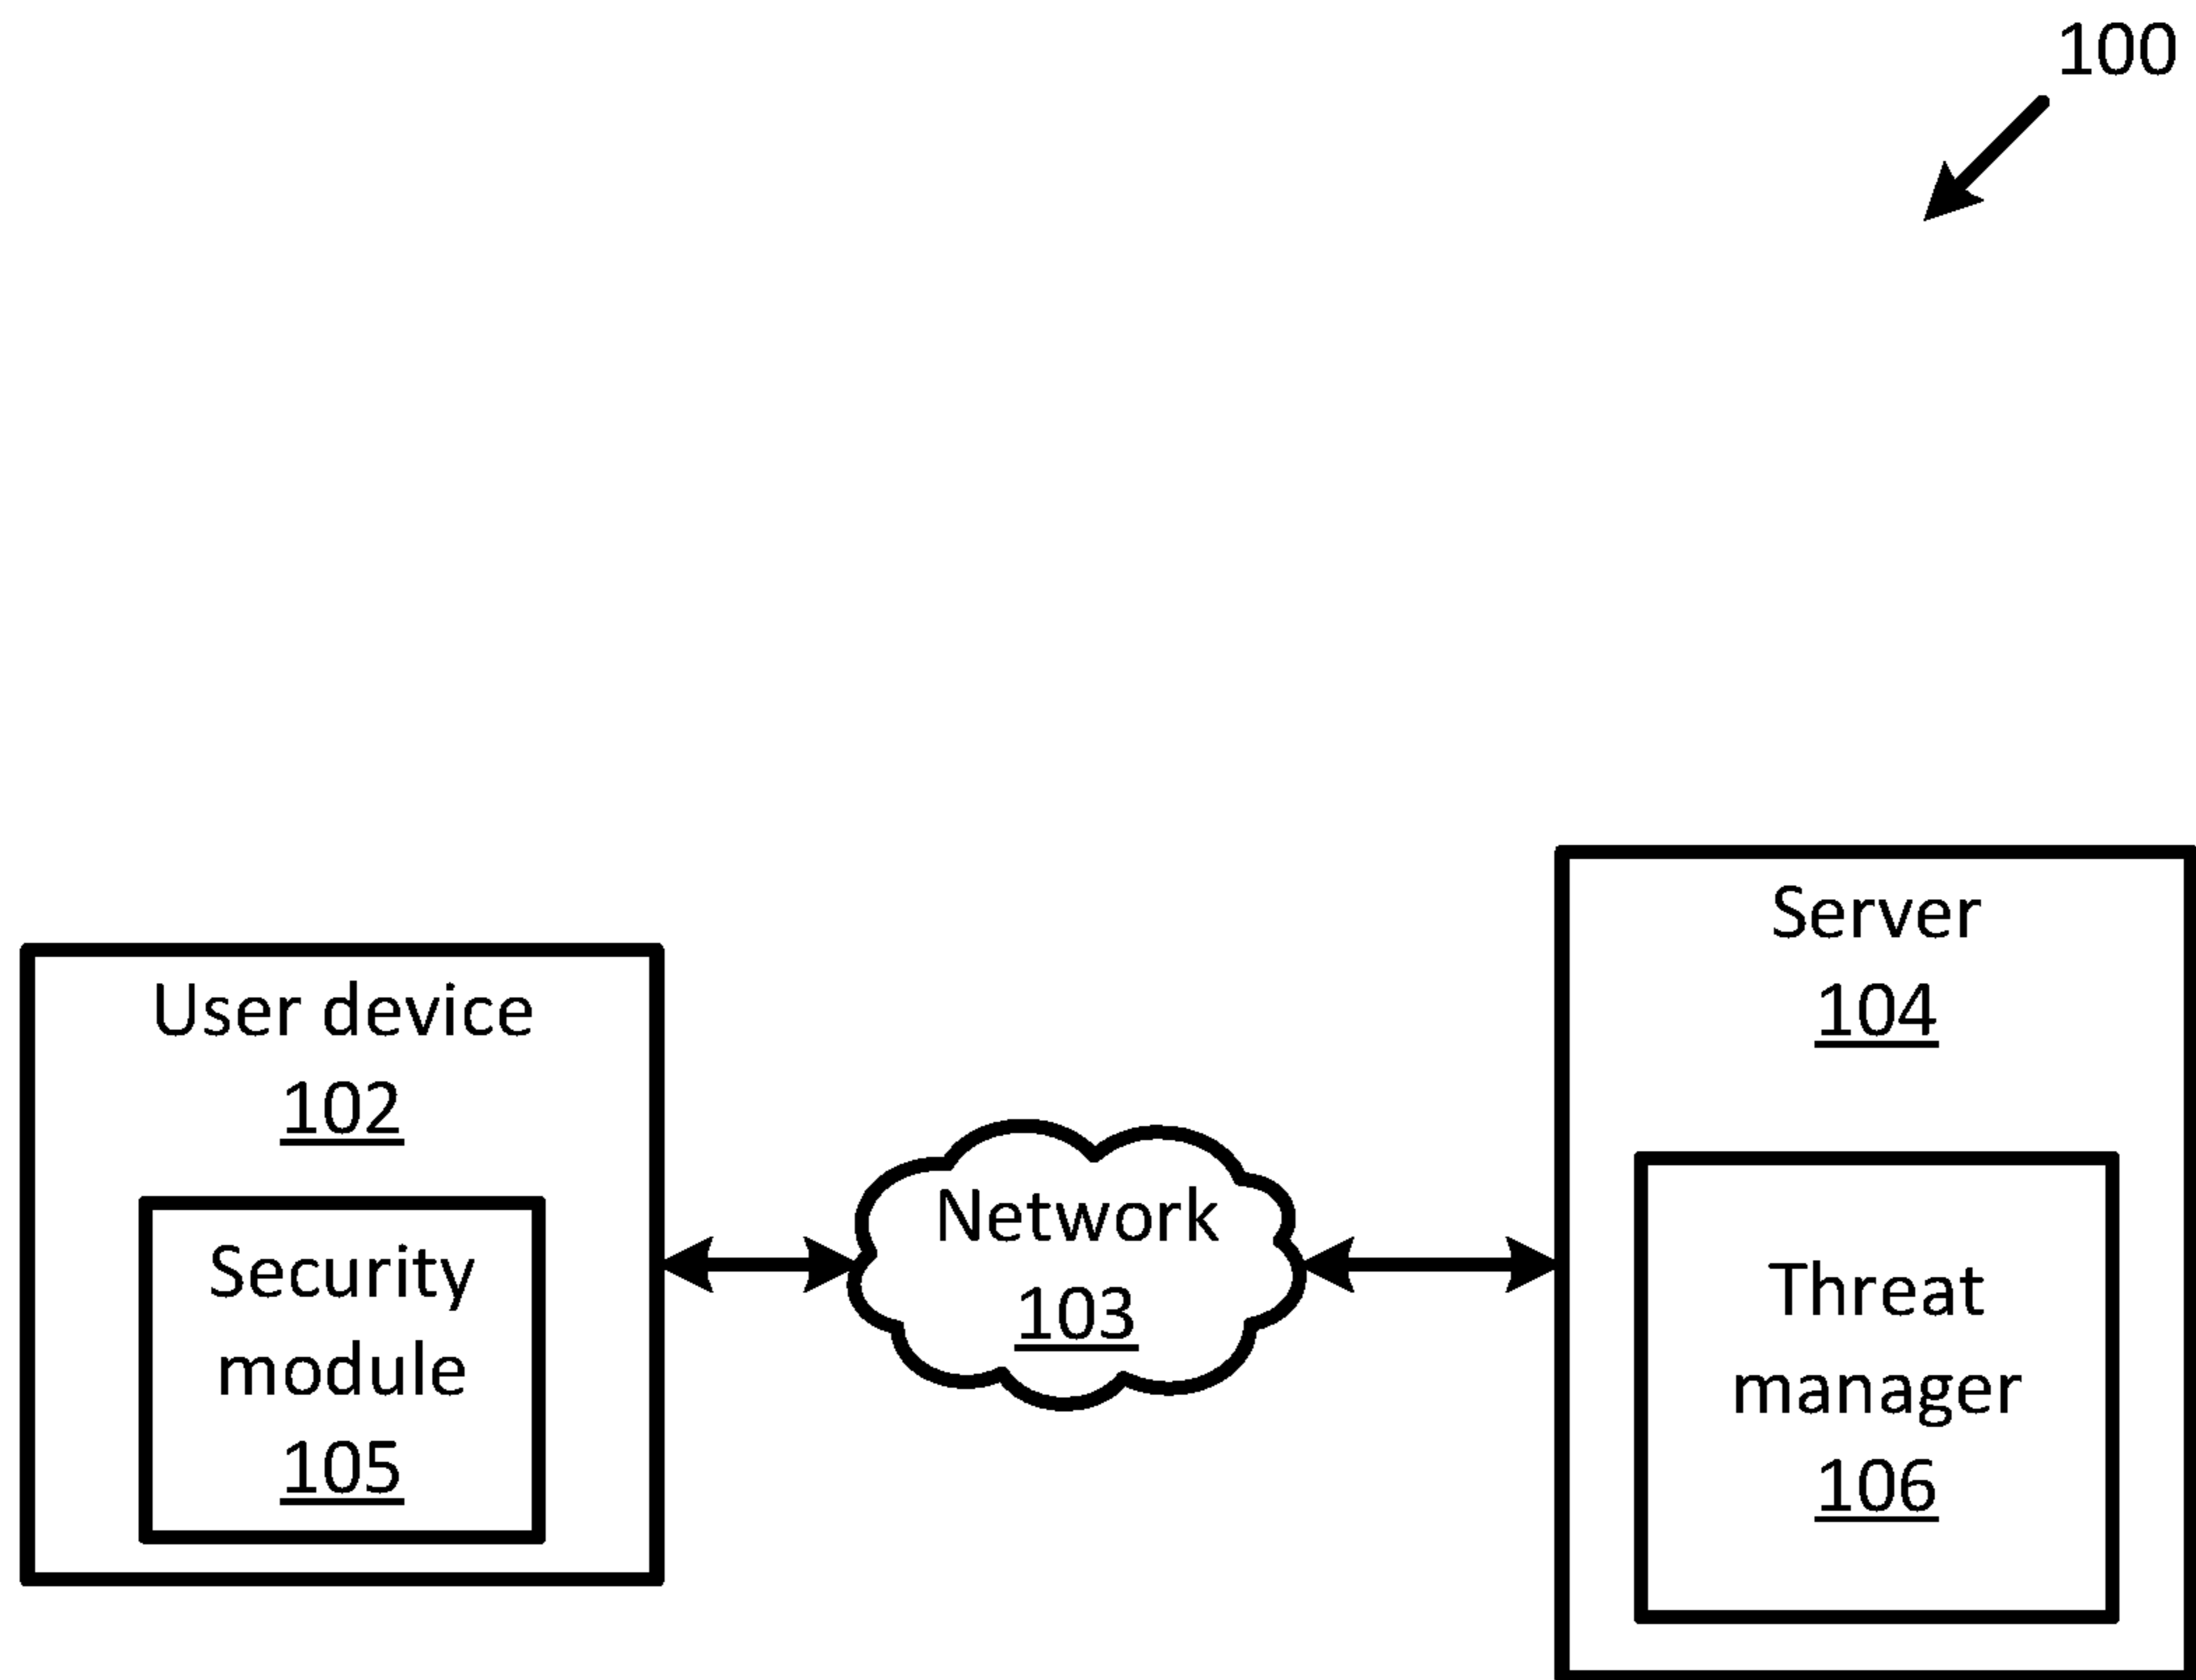 100
User device
102
Security
module
105
Network
103
Server
104
Threat
manager
106